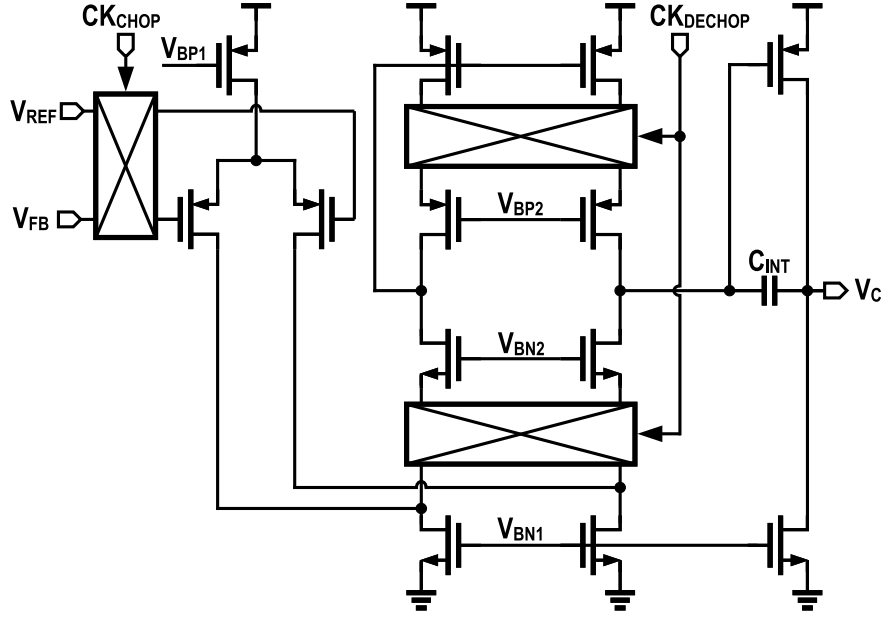 CKCHOP
VBP1
CKDECHOP
VREF
VFB
VBP2
CINT
VC
VBN2
VBN1